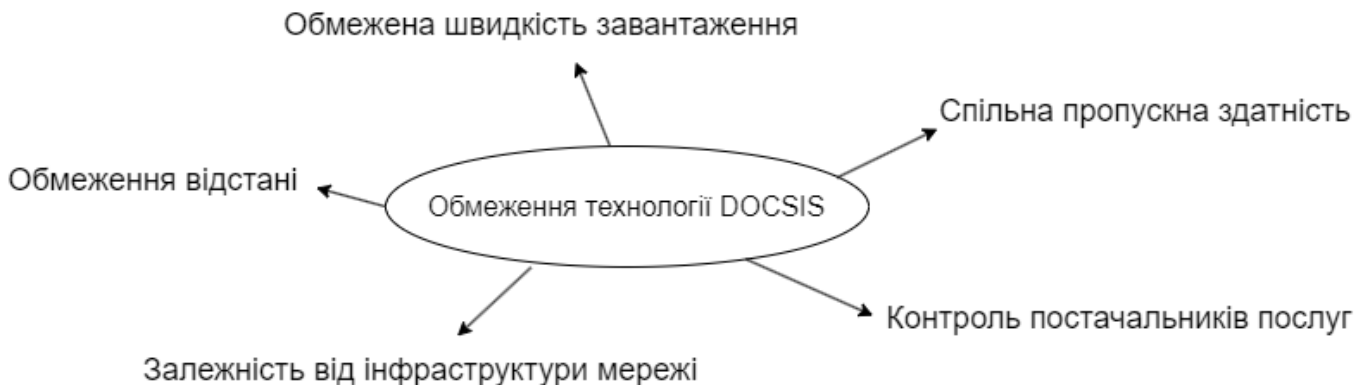 Обмежена швидкість завантаження
Спільна пропускна здатність
Обмеження відстані
Обмеження технології DOCSIS
Контроль постачальників послуг
Залежність від інфраструктури мережі